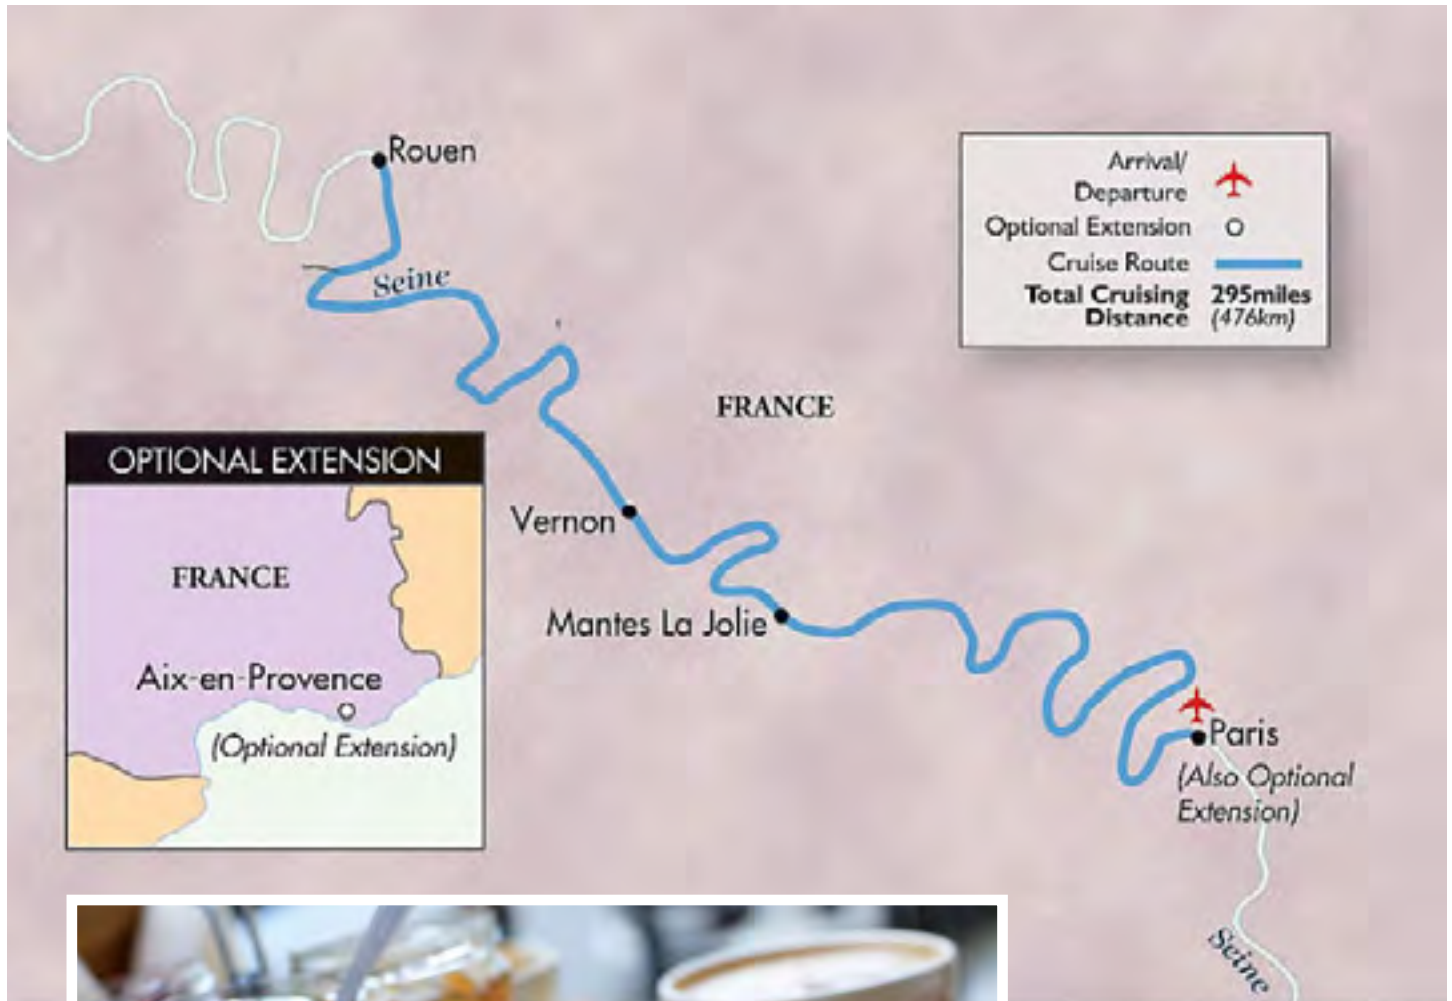 Rouen
Seine
Arrival/
Departure
Optional Extension
Cruise Route
Total Cruising 295miles
Distance (476km)
FRANCE
OPTIONAL EXTENSION
FRANCE
Aix-en-Provence
(Optional Extension)
Vernon
Mantes La Jolie
Paris
(Also Optional
Extension)
Seine